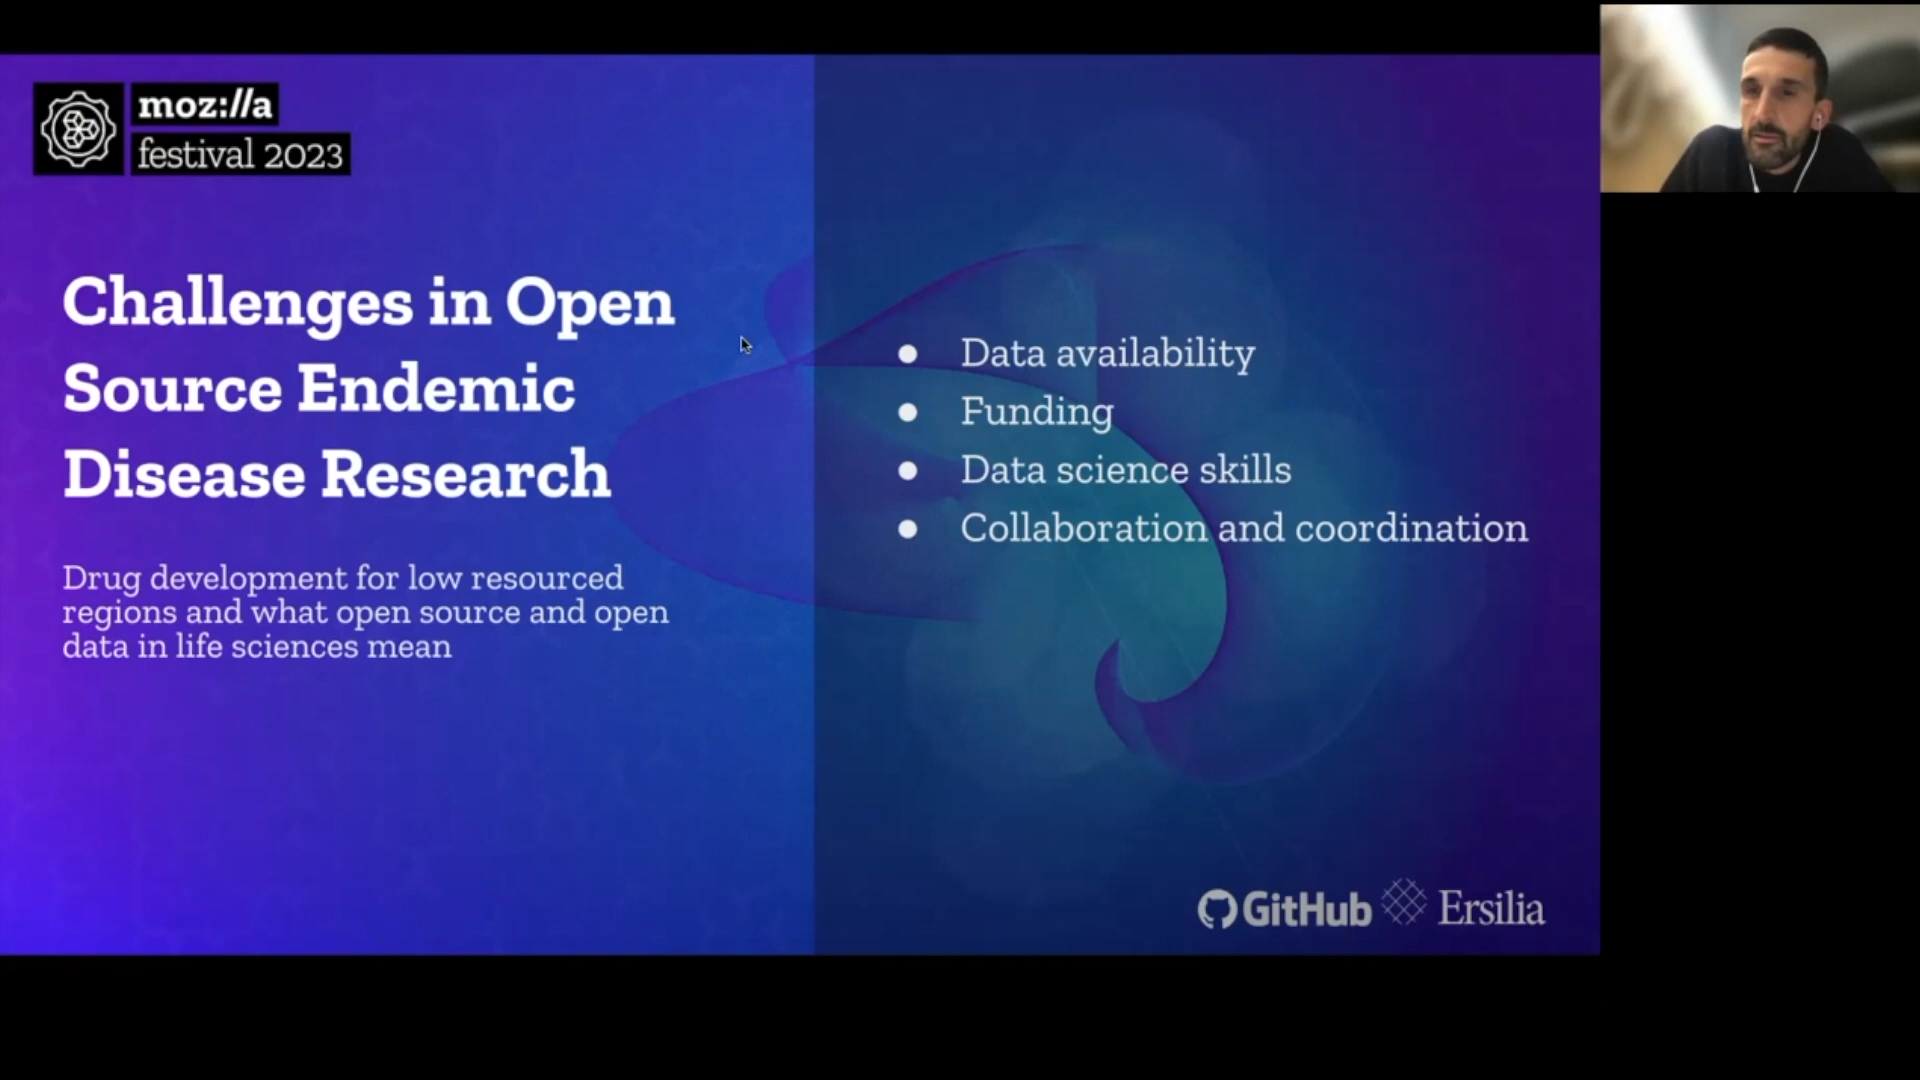 moz://a
festival 2023
Challenges in Open
Source Endemic
Disease Research
Drug development for low resourced
regions and what open source and open
data in life sciences mean
● Data availability
● Funding
● Data science skills
● Collaboration and coordination
GitHub Ersilia